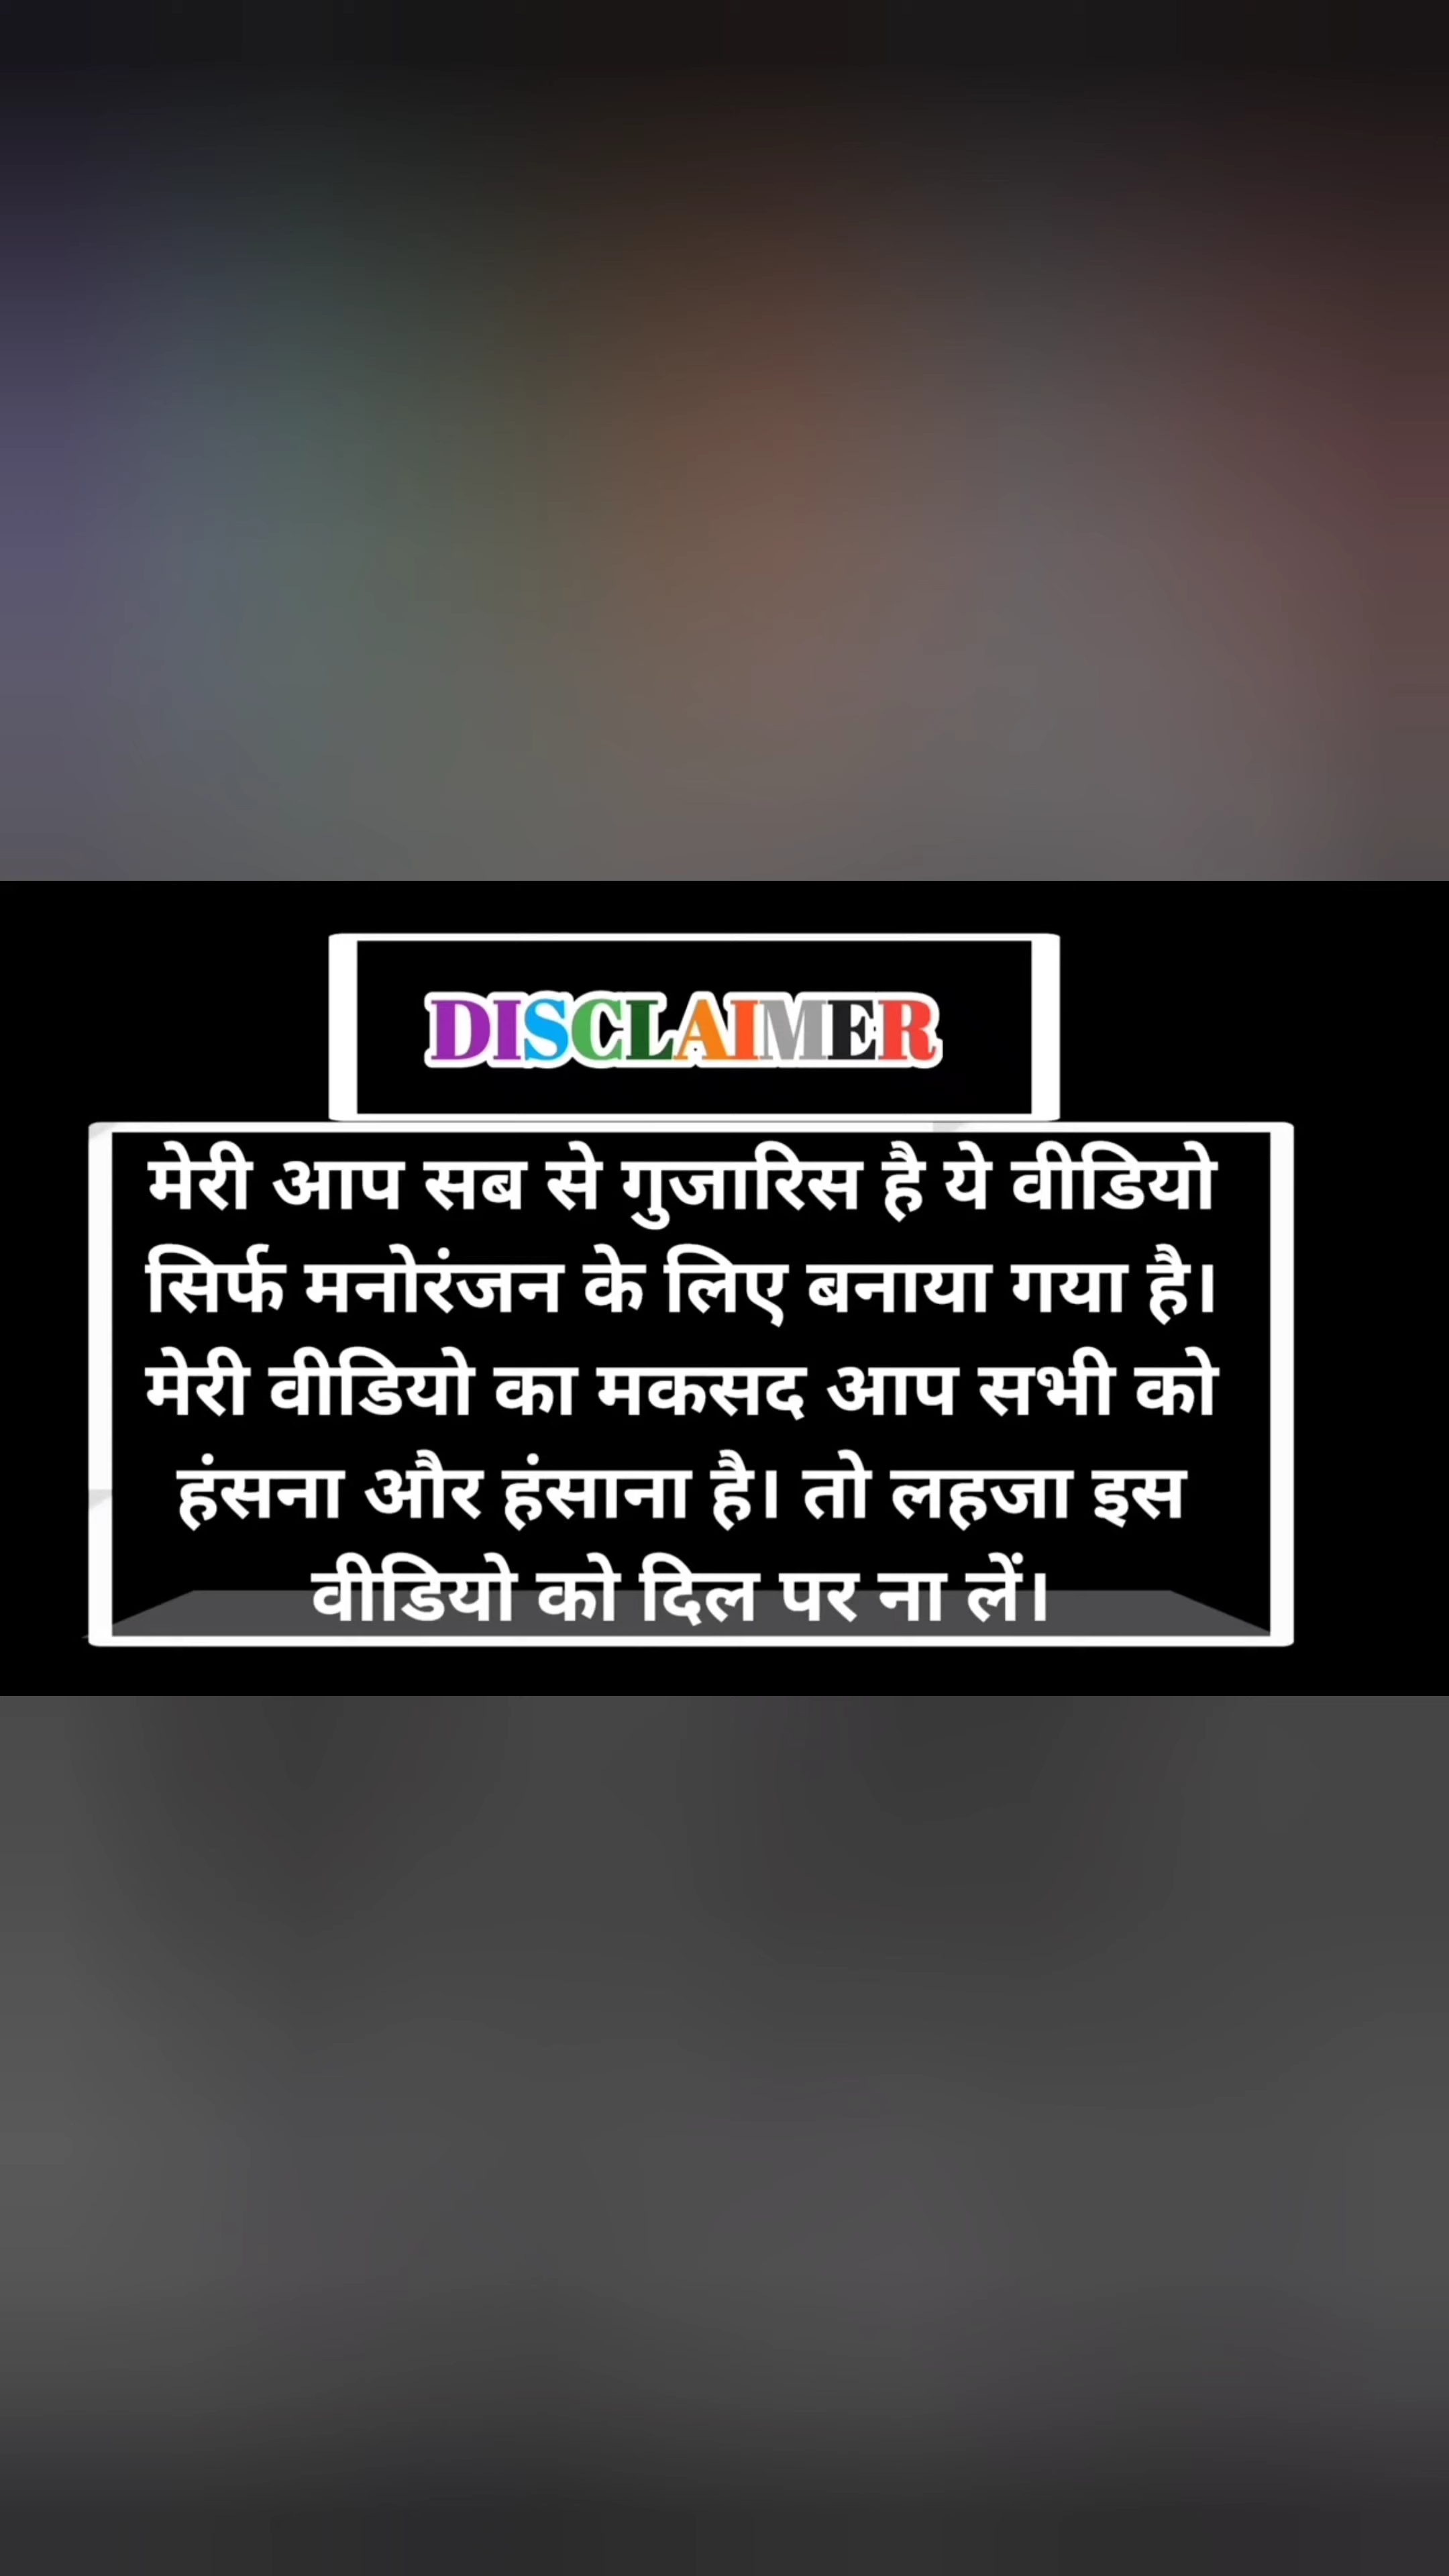 DISCLAIMER
मेरी आप सब से गुजारिस है ये वीडियो
सिर्फ मनोरंजन के लिए बनाया गया है।
मेरी वीडियो का मकसद आप सभी को
हंसना और हंसाना है। तो लहजा इस
वीडियो को दिल पर ना लें।